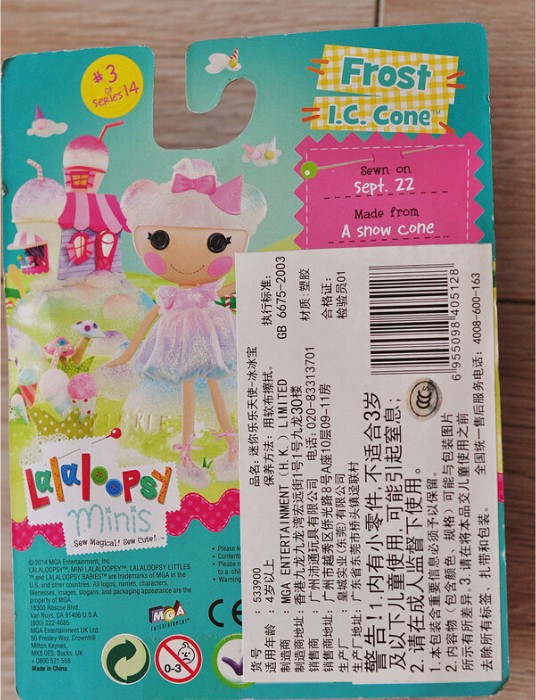 #3
of
series 14
Frost
I.C. Cone
Sewn on
Sept. 22
Made from
A snow cone
Lalaloopsy
Minis
Sew Magical! Sew Cute!
© 2014 MGA Entertainment, Inc.
LALALOOPSY, MINI LALALOOPSY, LALALOOPSY LITTLES
™ and LALALOOPSY BABIES™ are trademarks of MGA in the
U.S. and other countries. All logos, names, characters,
likenesses, images, slogans, and packaging appearance are the
property of MGA.
16300 Roscoe Blvd.
Van Nuys, CA 91406 U.S.A.
(800) 222-4685
MGA Entertainment UK Ltd
50 Presley Way, Crownhill
Milton Keynes,
MK8 0ES. Bucks, UK
+ 0800 521 558
Made in China
MGA
ENTERTAINMENT
0-3
CE
• Please
• Conte
• Please
to a
• Warning
货号：533900
品名：迷你乐乐天使-冰冰宝
执行标准：
GB 6675-2003
适用年龄：4岁以上
保养方法：用软布擦拭。
材质：塑胶
制造商 MGA ENTERTAINMENT (H.K.) LIMITED
合格证：
检验员01
制造商地址：香港九龙九龙湾宏远街1号1号九龙30楼
销售商 广州沛通玩具有限公司 电话：020-83313701
销售商地址：广州市越秀区侨光路8号A座10层09-11房
生产厂：皇城实业(东莞)有限公司
生产厂地址：广东省东莞市桥头镇迳联村
警告！1. 内有小零件，不适合3岁
及以下儿童使用，可能引起窒息；
2. 请在成人监督下使用。
1. 本包装含重要信息必须予以保留。
2. 内容物（包含颜色、规格）可能与包装图片
所示有所差异。3. 请在将本品交儿童使用之前
去除所有标签、扎带和包装。
全国统一售后服务电话：4008-600-163
6 955098 405128
CCC